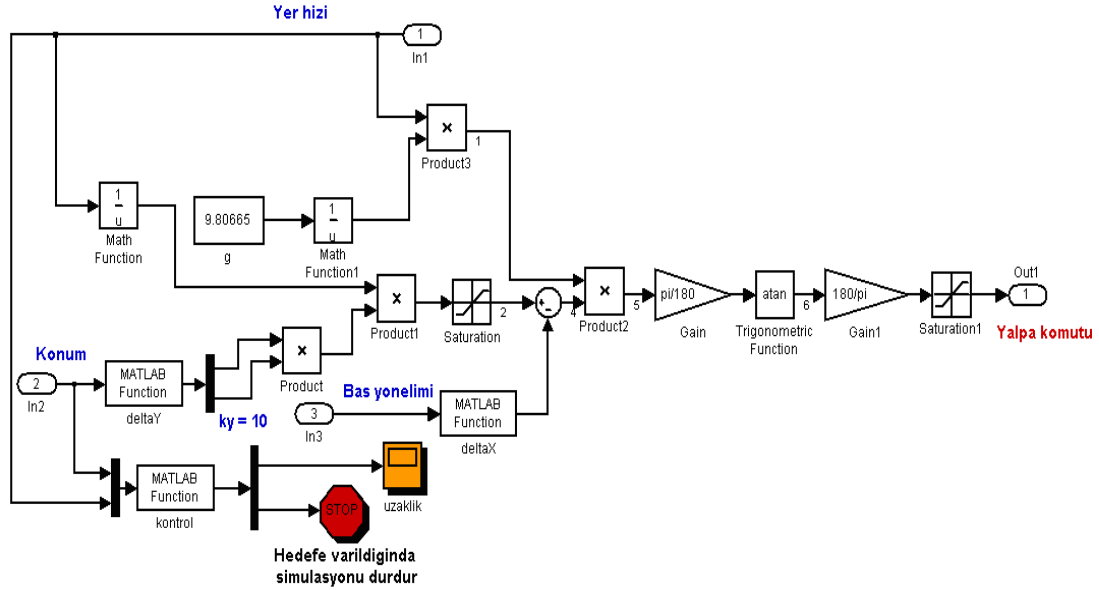 Yer hizi
1
In1
×
Product3
1
1
u
Math
Function
9.80665
g
1
u
Math
Function1
×
Product1
Saturation
2
+
-
4
×
Product2
5
pi/180
Gain
atan
Trigonometric
Function
6
180/pi
Gain1
Saturation1
Out1
1
Yalpa komutu
Konum
2
In2
MATLAB
Function
deltaY
ky = 10
×
Product
Bas yonelimi
3
In3
MATLAB
Function
deltaX
MATLAB
Function
kontrol
uzaklik
STOP
Hedefe varildiginda
simulasyonu durdur